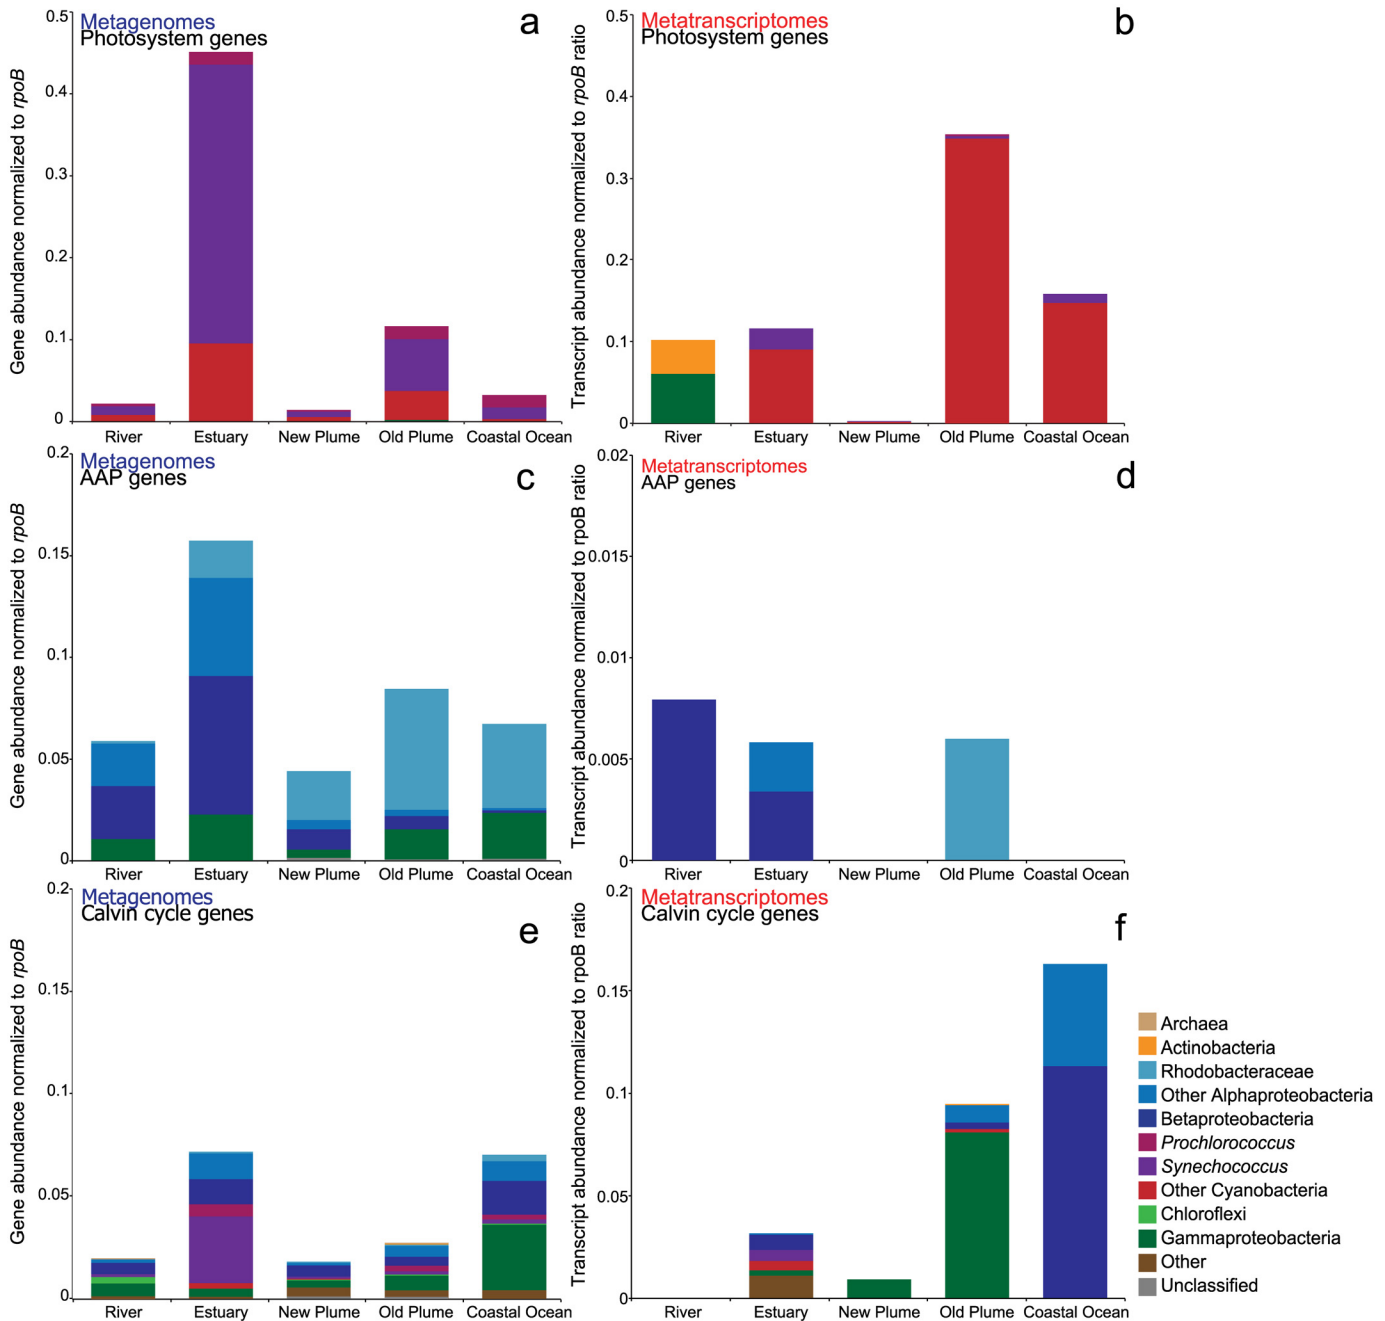 Metagenomes
Photosystem genes
a
Gene abundance normalized to rpoB
0.5
0.4
0.3
0.2
0.1
0
River Estuary New Plume Old Plume Coastal Ocean
Metatranscriptomes
Photosystem genes
b
Transcript abundance normalized to rpoB ratio
0.5
0.4
0.3
0.2
0.1
0
River Estuary New Plume Old Plume Coastal Ocean
Metagenomes
AAP genes
c
Gene abundance normalized to rpoB
0.2
0.15
0.1
0.05
0
River Estuary New Plume Old Plume Coastal Ocean
Metatranscriptomes
AAP genes
d
Transcript abundance normalized to rpoB ratio
0.02
0.015
0.01
0.005
0
River Estuary New Plume Old Plume Coastal Ocean
Metagenomes
Calvin cycle genes
e
Gene abundance normalized to rpoB
0.2
0.15
0.1
0.05
0
River Estuary New Plume Old Plume Coastal Ocean
Metatranscriptomes
Calvin cycle genes
f
Transcript abundance normalized to rpoB ratio
0.2
0.15
0.1
0.05
0
River Estuary New Plume Old Plume Coastal Ocean
Archaea
Actinobacteria
Rhodobacteraceae
Other Alphaproteobacteria
Betaproteobacteria
Prochlorococcus
Synechococcus
Other Cyanobacteria
Chloroflexi
Gammaproteobacteria
Other
Unclassified